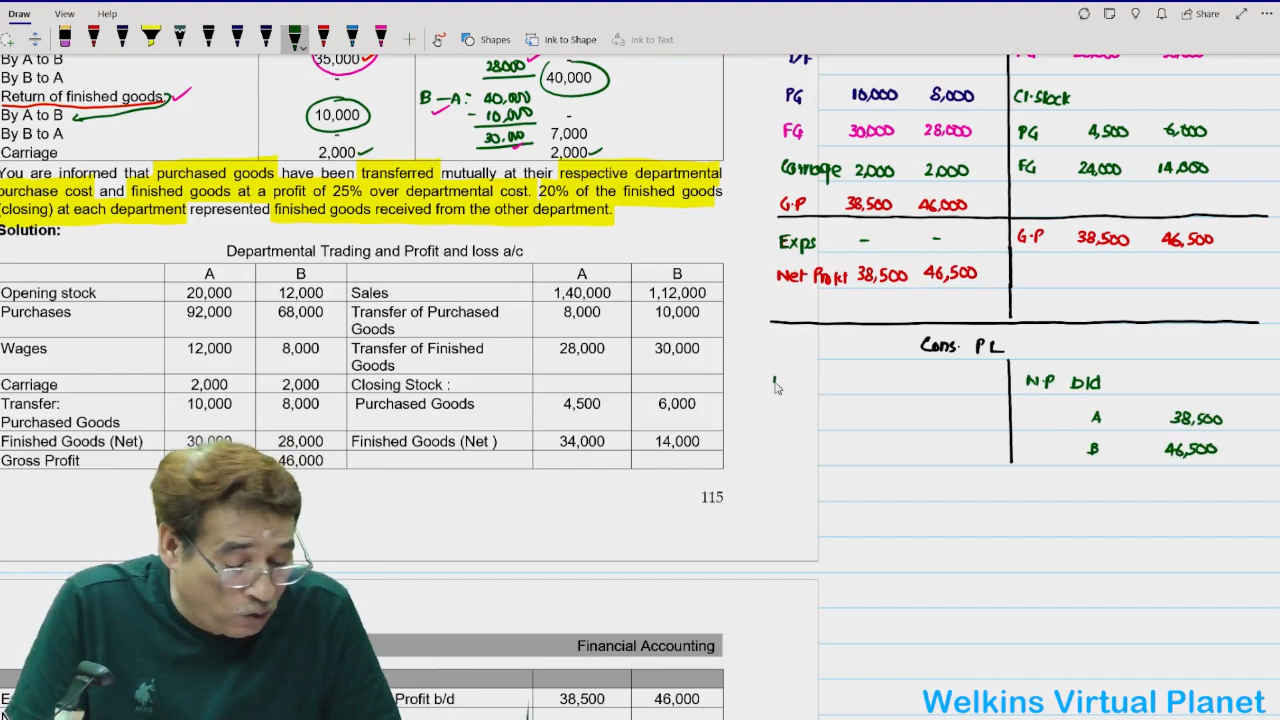 Draw View Help
Share
Shapes Ink to Shape Ink to Text
By A to B 35,000 -
By B to A - 28000 40,000
Return of finished goods: B – A: 40,000
By A to B 10,000 - 10,000 -
By B to A - 30,000 7,000
Carriage 2,000 2,000
You are informed that purchased goods have been transferred mutually at their respective departmental
purchase cost and finished goods at a profit of 25% over departmental cost. 20% of the finished goods
(closing) at each department represented finished goods received from the other department.
Solution:
Departmental Trading and Profit and loss a/c
A B A B
Opening stock 20,000 12,000 Sales 1,40,000 1,12,000
Purchases 92,000 68,000 Transfer of Purchased Goods 8,000 10,000
Wages 12,000 8,000 Transfer of Finished Goods 28,000 30,000
Carriage 2,000 2,000 Closing Stock :
Transfer: Purchased Goods 10,000 8,000 Purchased Goods 4,500 6,000
Finished Goods (Net) 30,000 28,000 Finished Goods (Net ) 34,000 14,000
Gross Profit 46,000
115
Financial Accounting
Profit b/d 38,500 46,000
PG 10,000 8,000 Cl. Stock
FG 30,000 28,000 PG 4,500 6,000
Carriage 2,000 2,000 FG 24,000 14,000
G.P 38,500 46,000
Exps - - G.P 38,500 46,500
Net Profit 38,500 46,500
Cons. PL
N.P b/d
A 38,500
B 46,500
Welkins Virtual Planet